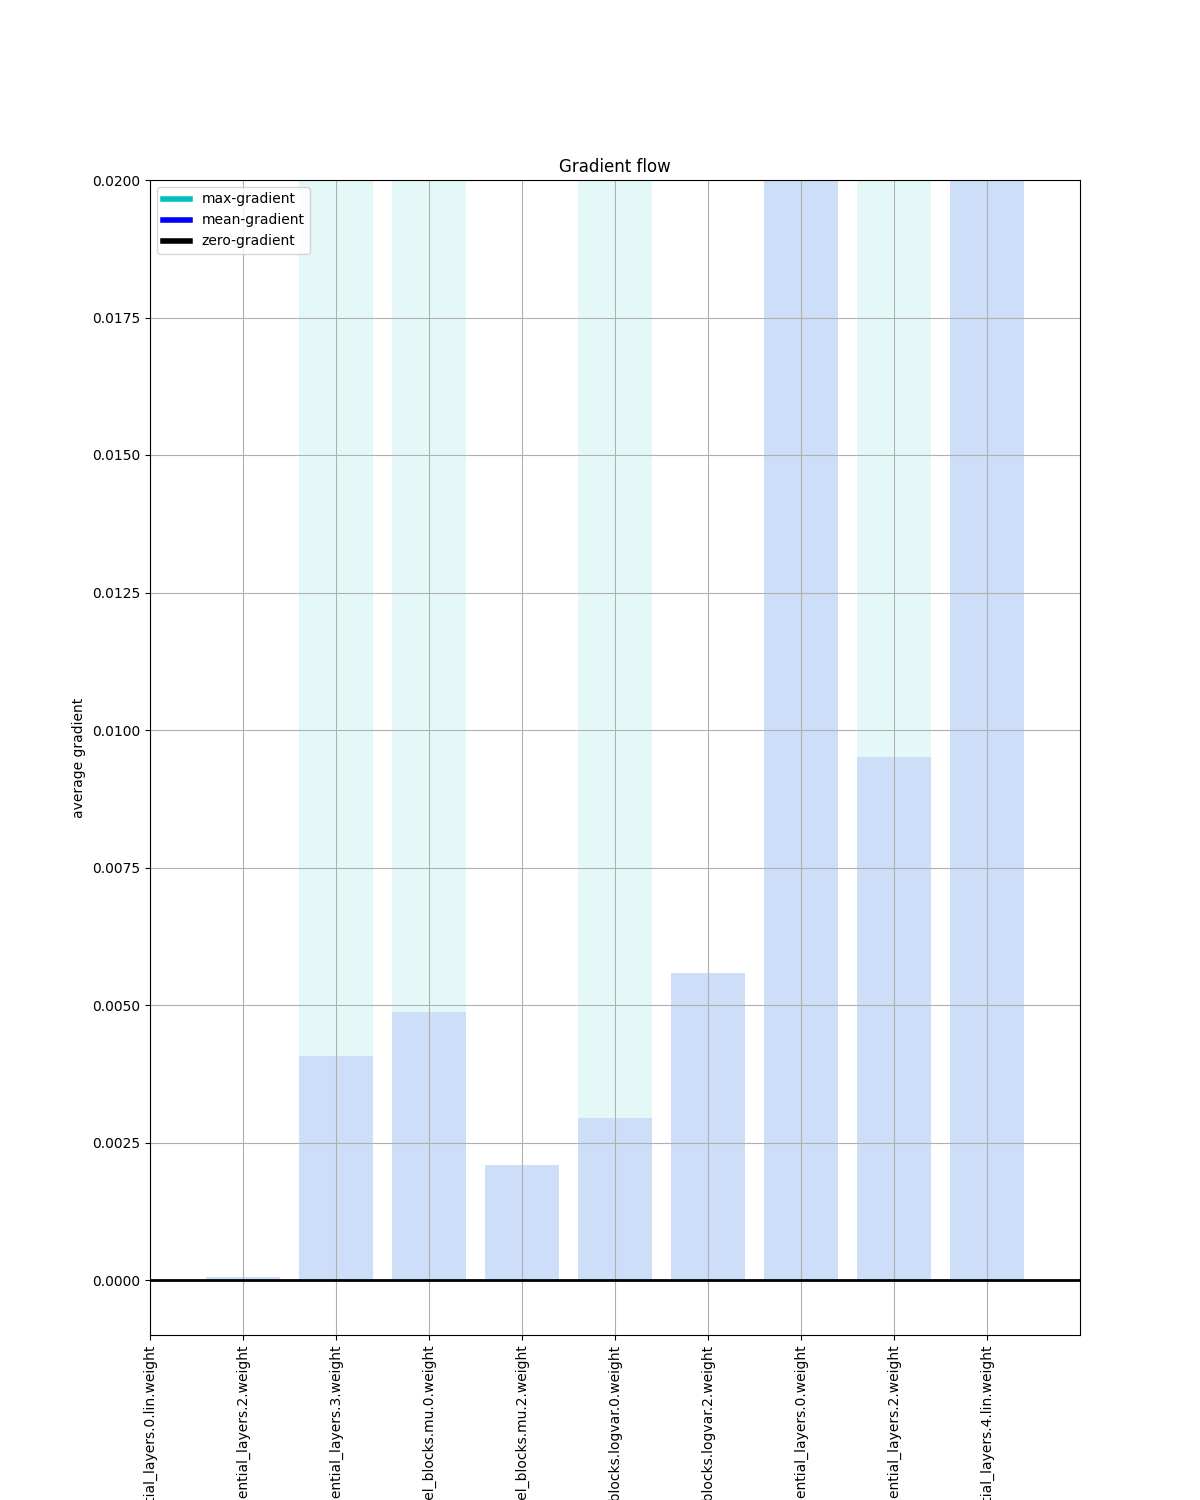 Gradient flow
max-gradient
mean-gradient
zero-gradient
0.0200
0.0175
0.0150
0.0125
0.0100
0.0075
0.0050
0.0025
0.0000
average gradient
tial_layers.0.lin.weight
ential_layers.2.weight
ential_layers.3.weight
el_blocks.mu.0.weight
el_blocks.mu.2.weight
blocks.logvar.0.weight
blocks.logvar.2.weight
ential_layers.0.weight
ential_layers.2.weight
tial_layers.4.lin.weight